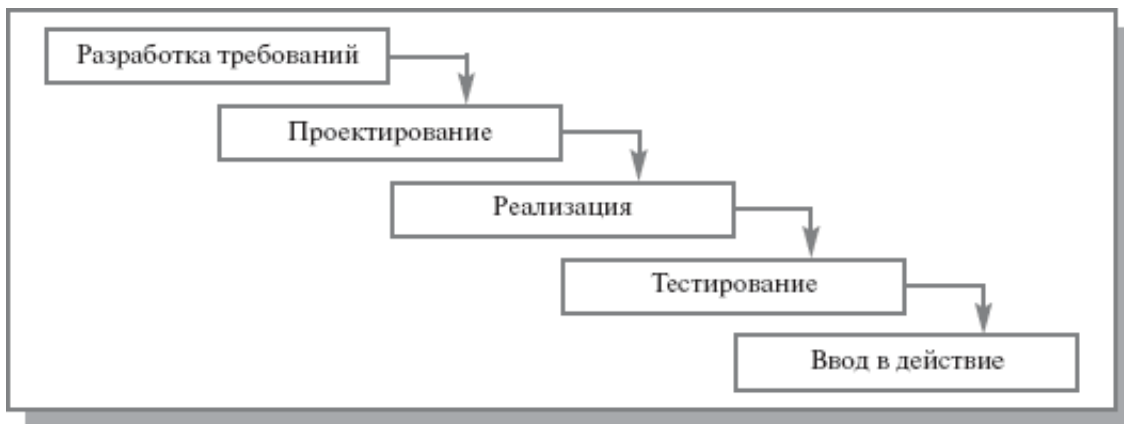 Разработка требований
Проектирование
Реализация
Тестирование
Ввод в действие